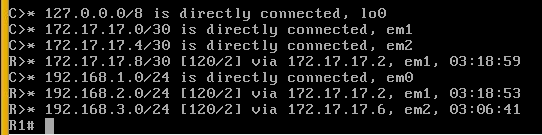 C>* 127.0.0.0/8 is directly connected, lo0
C>* 172.17.17.0/30 is directly connected, em1
C>* 172.17.17.4/30 is directly connected, em2
R>* 172.17.17.8/30 [120/2] via 172.17.17.2, em1, 03:18:59
C>* 192.168.1.0/24 is directly connected, em0
R>* 192.168.2.0/24 [120/2] via 172.17.17.2, em1, 03:18:53
R>* 192.168.3.0/24 [120/2] via 172.17.17.6, em2, 03:06:41
R1#